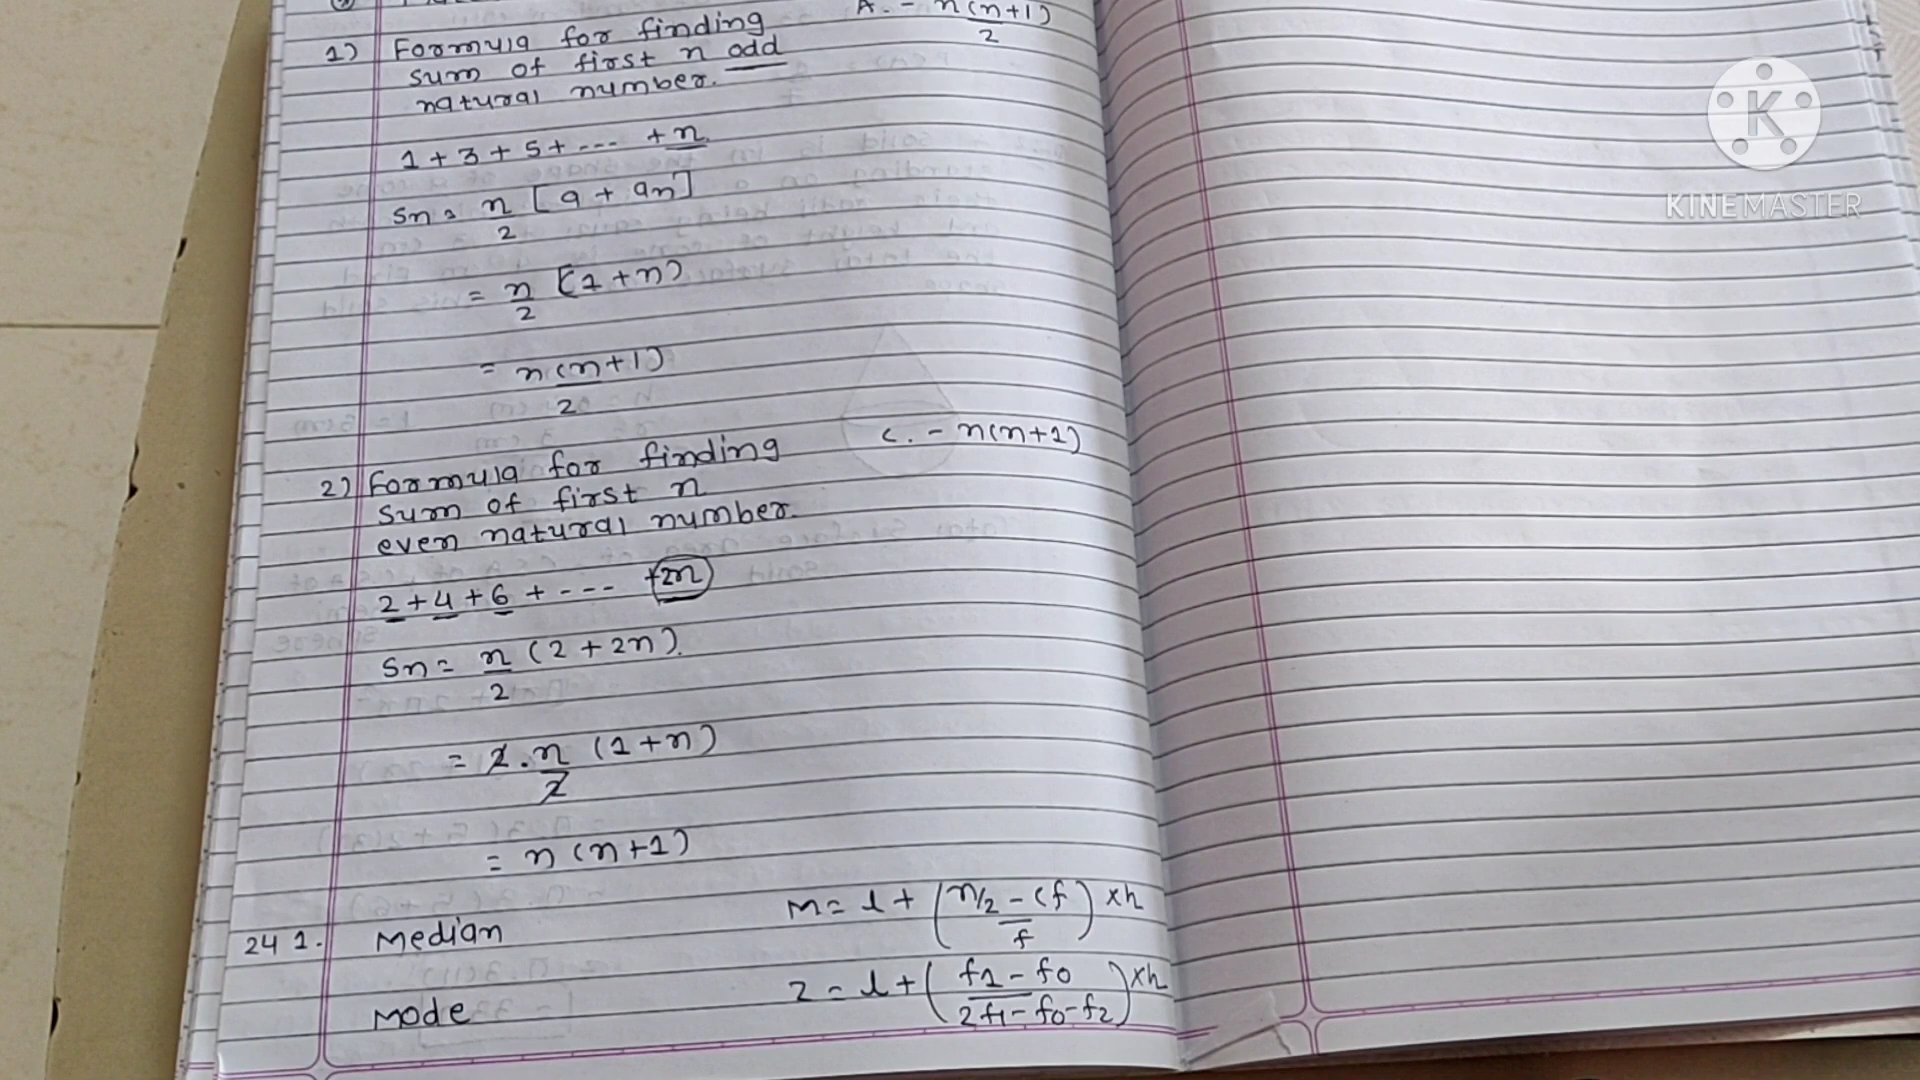 A. - n(n+1)/2
1) Formula for finding
sum of first n odd
natural number.
1 + 3 + 5 + --- + n
Sn = n/2 [a + an]
= n/2 [1 + n)
= n(n+1)/2
2) Formula for finding
C. - n(n+1)
sum of first n
even natural number.
2 + 4 + 6 + --- +2n
Sn = n/2 (2 + 2n).
= 2 . n/2 (1 + n)
= n (n+1)
24 1. Median M = l + (n/2 - cf/f) xh
Mode Z = l + (f1 - f0/2f1 - f0 - f2) xh
K
KINEMASTER